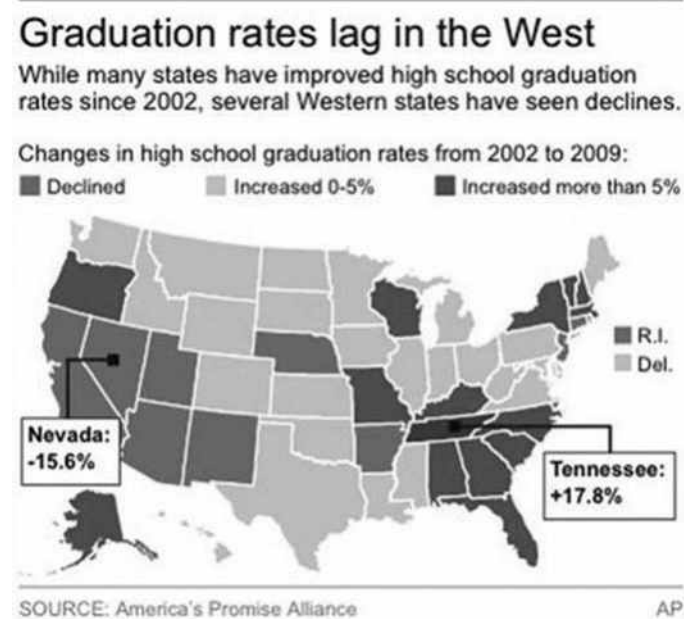 Graduation rates lag in the West
While many states have improved high school graduation
rates since 2002, several Western states have seen declines.
Changes in high school graduation rates from 2002 to 2009:
Declined
Increased 0-5%
Increased more than 5%
R.I.
Del.
Nevada:
-15.6%
Tennessee:
+17.8%
SOURCE: America's Promise Alliance
AP